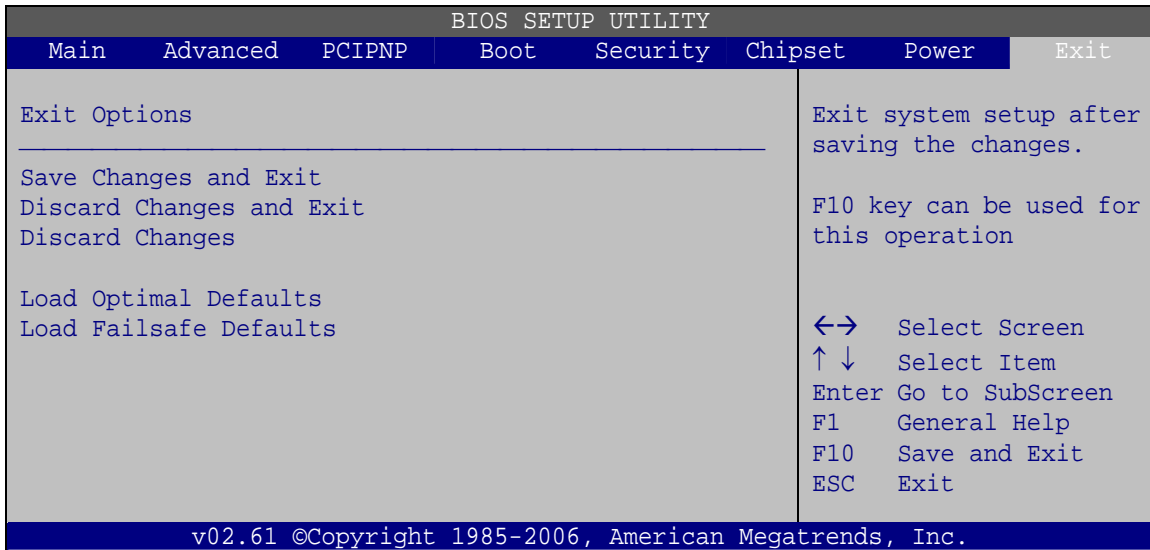 BIOS SETUP UTILITY
Main Advanced PCIPNP Boot Security Chipset Power Exit
Exit Options
Save Changes and Exit
Discard Changes and Exit
Discard Changes
Load Optimal Defaults
Load Failsafe Defaults
Exit system setup after
saving the changes.
F10 key can be used for
this operation
←→ Select Screen
↑ ↓ Select Item
Enter Go to SubScreen
F1 General Help
F10 Save and Exit
ESC Exit
v02.61 ©Copyright 1985-2006, American Megatrends, Inc.